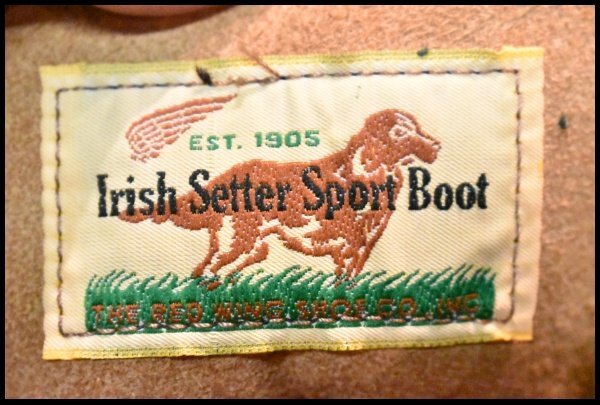 EST. 1905
Irish Setter Sport Boot
THE RED WING SHOE CO., INC